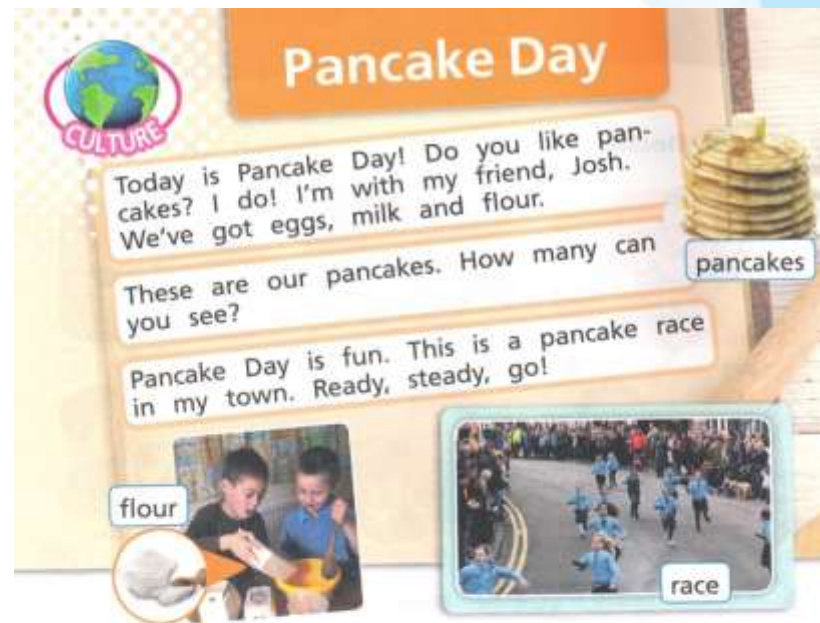 Pancake Day
CULTURE
Today is Pancake Day! Do you like pan-
cakes? I do! I'm with my friend, Josh.
We've got eggs, milk and flour.
pancakes
These are our pancakes. How many can
you see?
Pancake Day is fun. This is a pancake race
in my town. Ready, steady, go!
flour
race